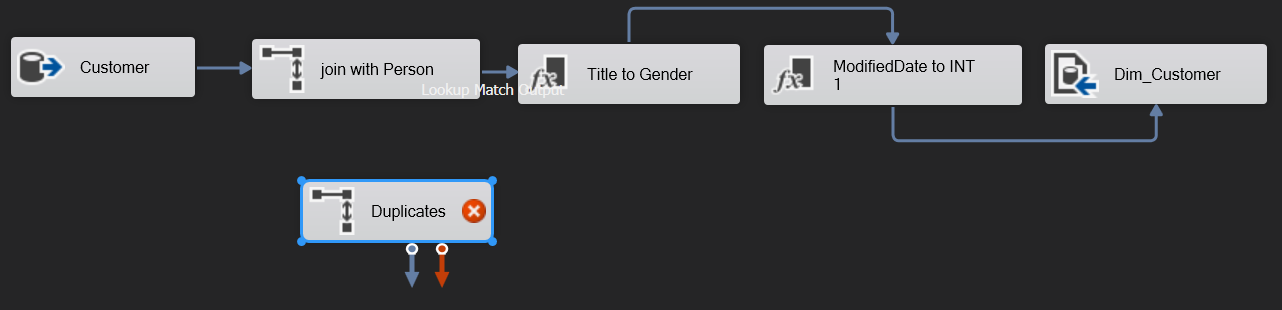 Customer
join with Person
Lookup Match Output
Title to Gender
ModifiedDate to INT
1
Dim_Customer
Duplicates